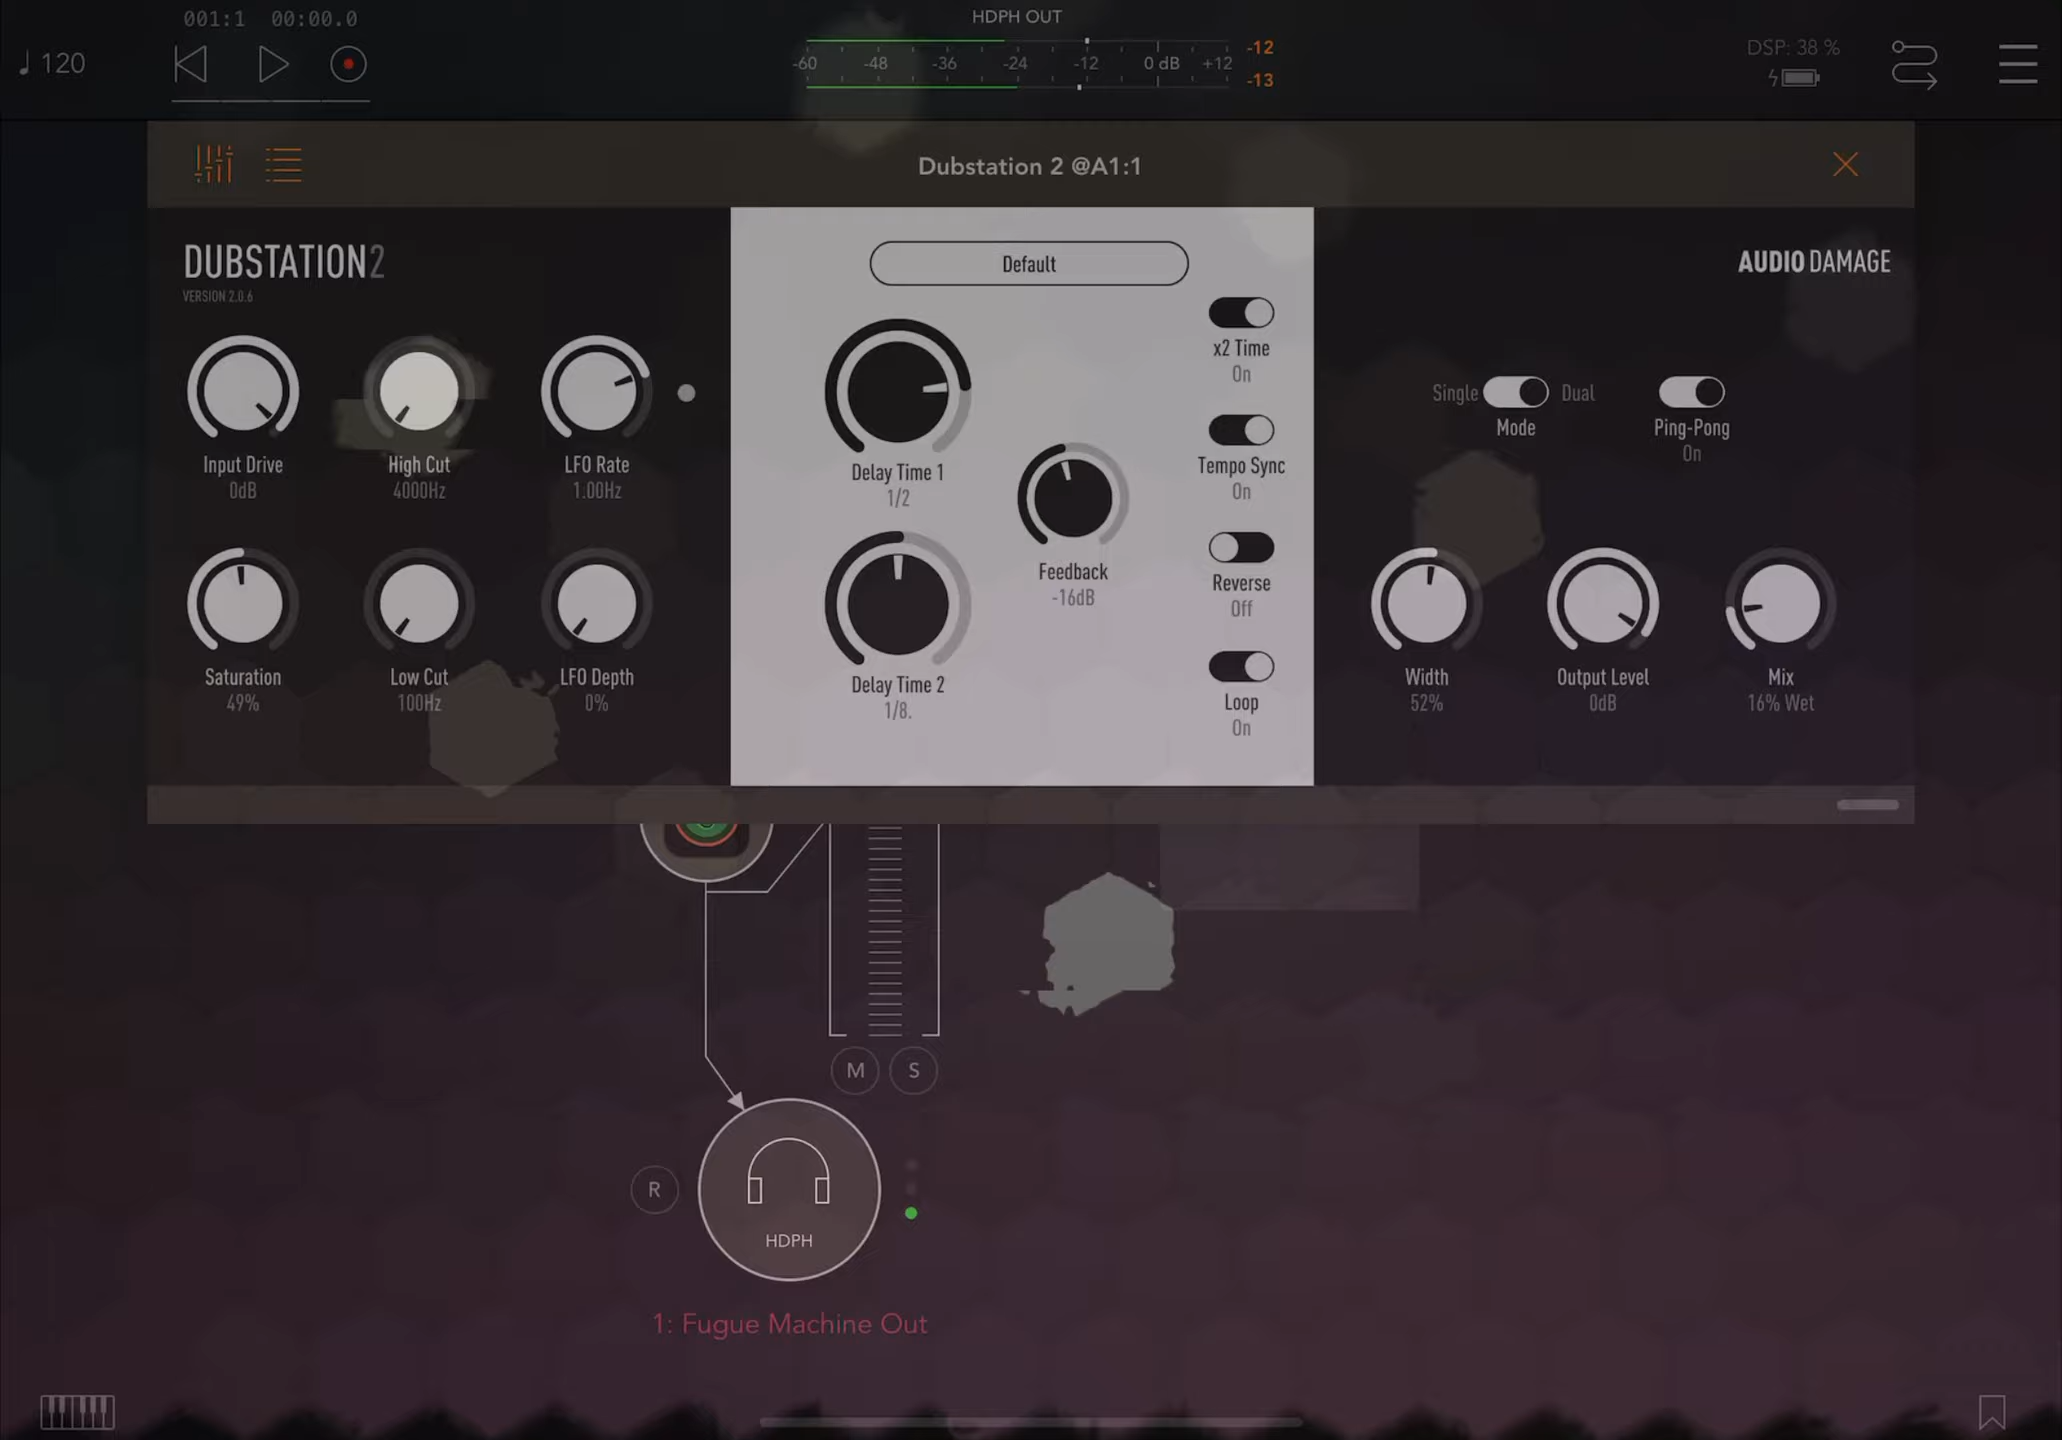 001:1 00:00.0
120
HDPH OUT
-60 -48 -36 -24 -12 0 dB +12
-12
-13
DSP: 38 %
Dubstation 2 @A1:1
DUBSTATION2
VERSION 2.0.6
Default
AUDIO DAMAGE
Input Drive
0dB
High Cut
4000Hz
LFO Rate
1.00Hz
Saturation
49%
Low Cut
100Hz
LFO Depth
0%
Delay Time 1
1/2
Delay Time 2
1/8.
Feedback
-16dB
x2 Time
On
Tempo Sync
On
Reverse
Off
Loop
On
Single Dual
Mode
Ping-Pong
On
Width
52%
Output Level
0dB
Mix
16% Wet
M S
R
HDPH
1: Fugue Machine Out